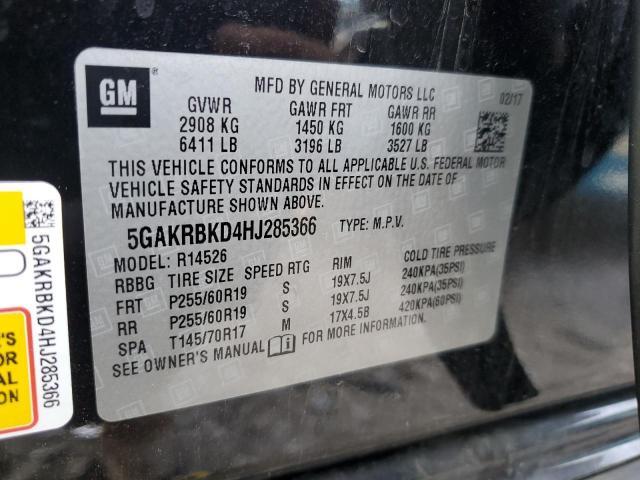 GM ®
MFD BY GENERAL MOTORS LLC 02/17
GVWR GAWR FRT GAWR RR
2908 KG 1450 KG 1600 KG
6411 LB 3196 LB 3527 LB
THIS VEHICLE CONFORMS TO ALL APPLICABLE U.S. FEDERAL MOTOR
VEHICLE SAFETY STANDARDS IN EFFECT ON THE DATE OF
MANUFACTURE SHOWN ABOVE.
5GAKRBKD4HJ285366 TYPE: M.P.V.
MODEL: R14526
RBBG TIRE SIZE SPEED RTG RIM COLD TIRE PRESSURE
FRT P255/60R19 S 19X7.5J 240KPA(35PSI)
RR P255/60R19 S 19X7.5J 240KPA(35PSI)
SPA T145/70R17 M 17X4.5B 420KPA(60PSI)
SEE OWNER'S MANUAL FOR MORE INFORMATION.
5GAKRBKD4HJ285366
OR
AL